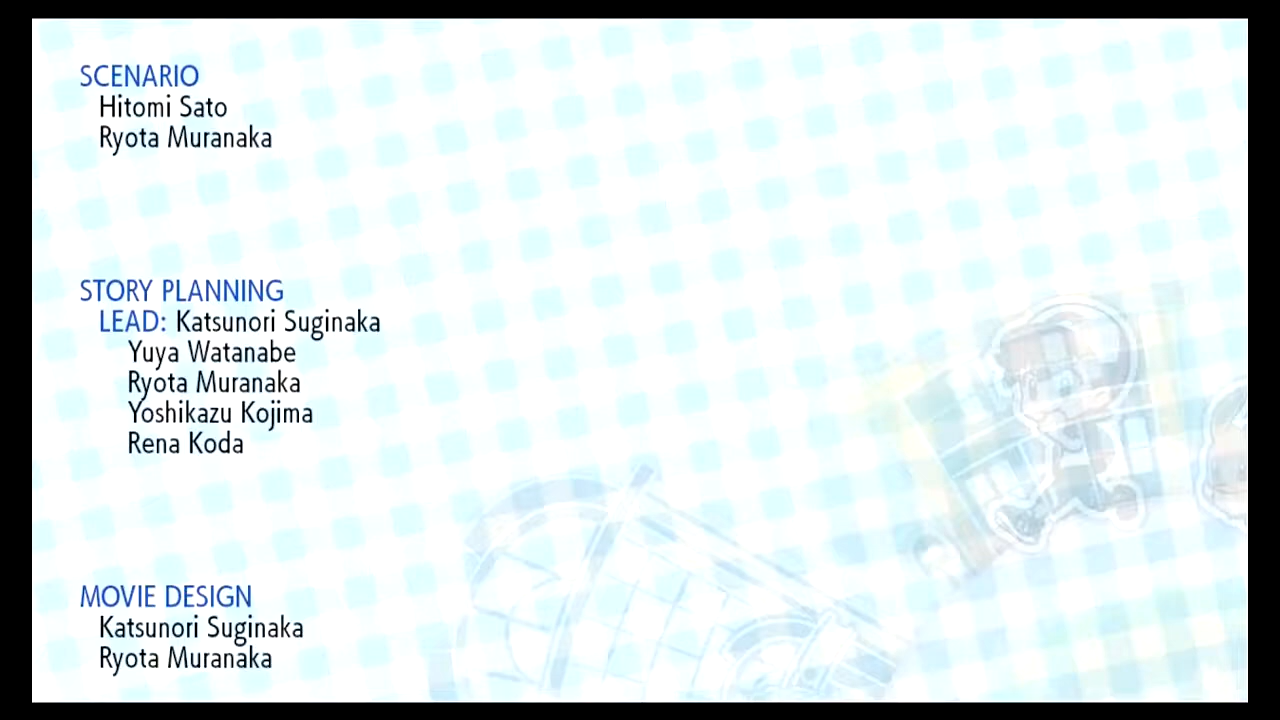 SCENARIO
Hitomi Sato
Ryota Muranaka
STORY PLANNING
LEAD: Katsunori Suginaka
Yuya Watanabe
Ryota Muranaka
Yoshikazu Kojima
Rena Koda
MOVIE DESIGN
Katsunori Suginaka
Ryota Muranaka